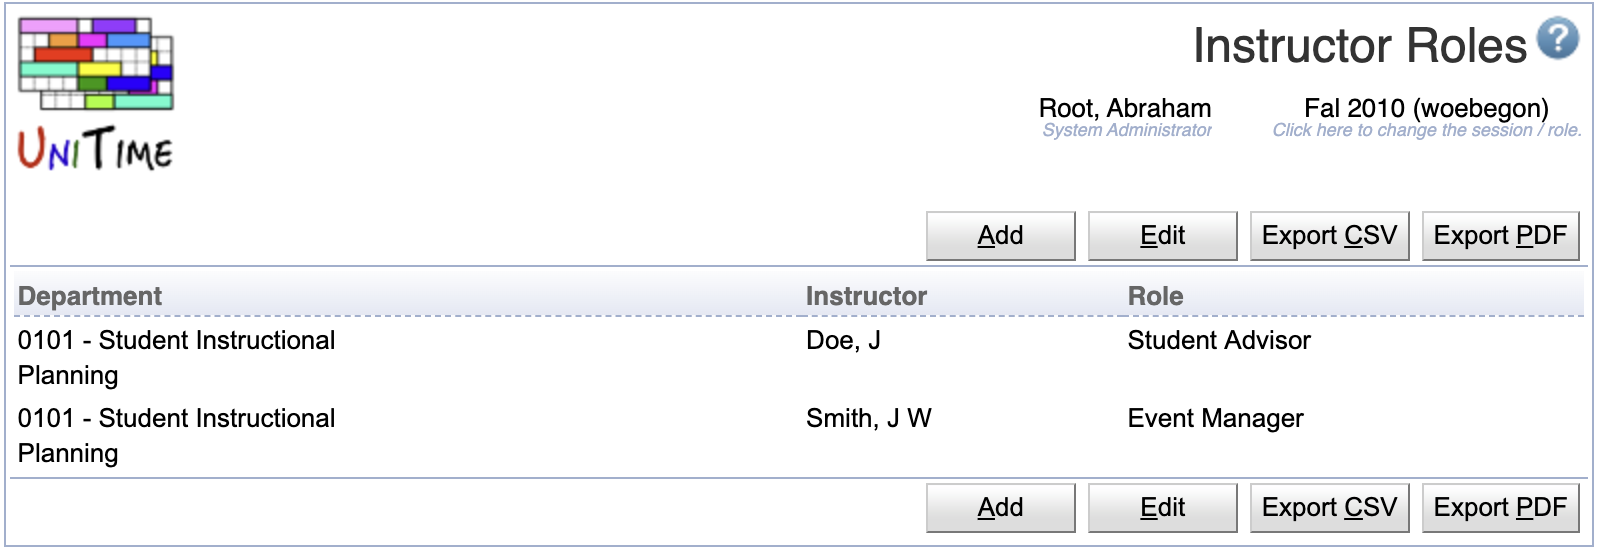 Instructor Roles ?
Root, Abraham
System Administrator
Fal 2010 (woebegon)
Click here to change the session / role.
UNITIME
Add Edit Export CSV Export PDF
Department Instructor Role
0101 - Student Instructional Planning Doe, J Student Advisor
0101 - Student Instructional Planning Smith, J W Event Manager
Add Edit Export CSV Export PDF